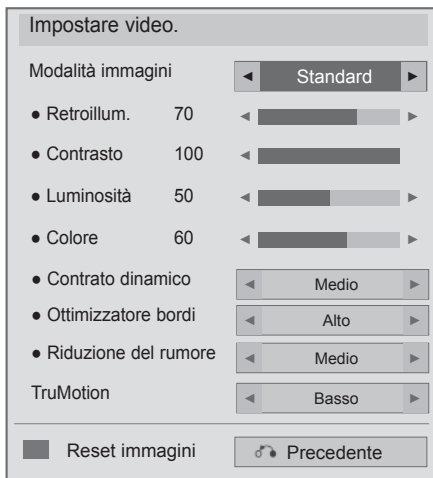 Impostare video.
Modalità immagini ◄ Standard ►
● Retroillum. 70 ◄ ►
● Contrasto 100 ◄
● Luminosità 50 ◄ ►
● Colore 60 ◄ ►
● Contrato dinamico ◄ Medio ►
● Ottimizzatore bordi ◄ Alto ►
● Riduzione del rumore ◄ Medio ►
TruMotion ◄ Basso ►
Reset immagini Precedente